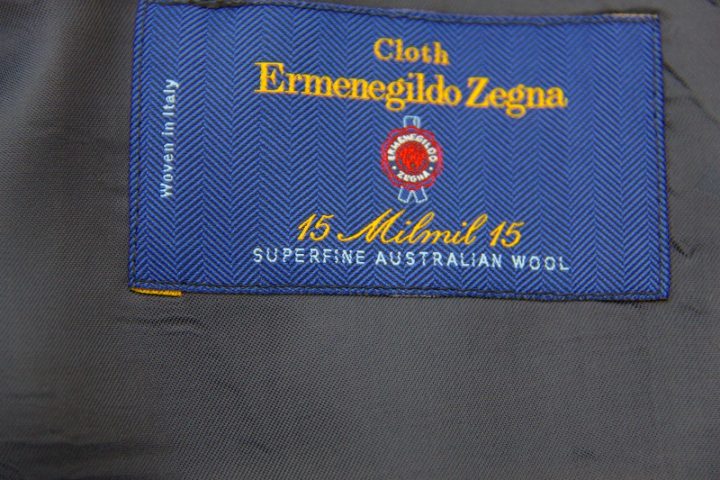 Cloth
Ermenegildo Zegna
Woven in Italy
ERMENEGILDO
ZEGNA
15 Milmil 15
SUPERFINE AUSTRALIAN WOOL